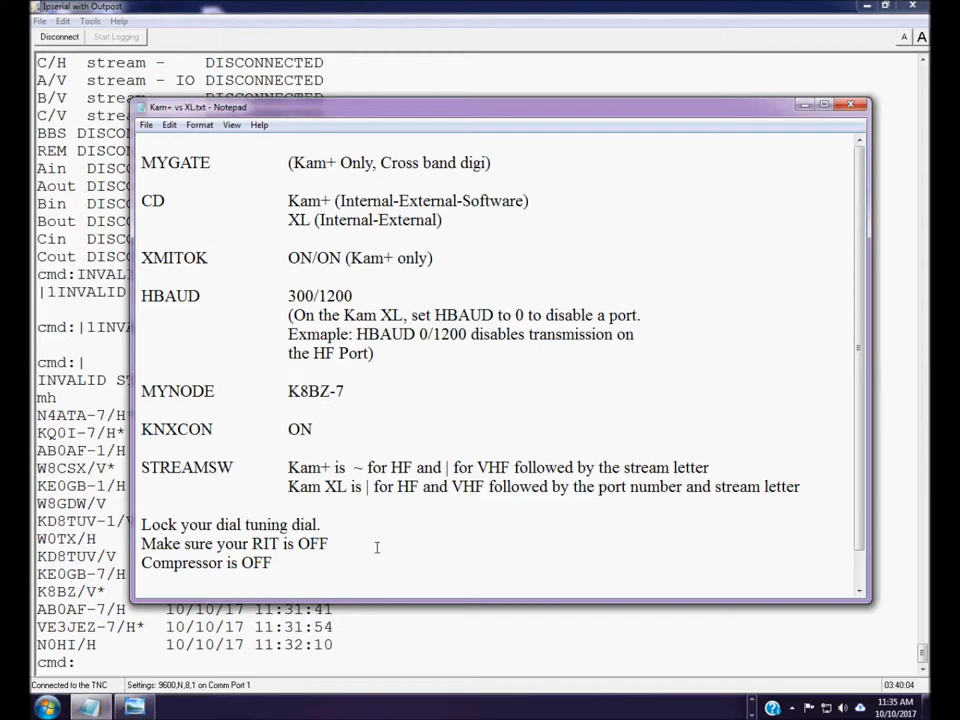 Ipserial with Outpost
File Edit Tools Help
Disconnect Start Logging A A
C/H stream - DISCONNECTED
A/V stream - IO DISCONNECTED
B/V stream
C/V stream
BBS
REM
Ain
Aout
Bin
Bout
Cin
Cout
cmd:
|1INVALID
cmd:|
cmd:|
INVALID
mh
N4ATA-7/H*
KQ0I-7/H*
AB0AF-1/H
W8CSX/V*
KE0GB-1/H
W8GDW/V
KD8TUV-1/
W0TX/H
KD8TUV/V
KE0GB-7/H
K8BZ/V*
AB0AF-7/H 10/10/17 11:31:41
VE3JEZ-7/H* 10/10/17 11:31:54
N0HI/H 10/10/17 11:32:10
cmd:
Kam+ vs XL.txt - Notepad
File Edit Format View Help
MYGATE (Kam+ Only, Cross band digi)
CD Kam+ (Internal-External-Software)
XL (Internal-External)
XMITOK ON/ON (Kam+ only)
HBAUD 300/1200
(On the Kam XL, set HBAUD to 0 to disable a port.
Exmaple: HBAUD 0/1200 disables transmission on
the HF Port)
MYNODE K8BZ-7
KNXCON ON
STREAMSW Kam+ is ~ for HF and | for VHF followed by the stream letter
Kam XL is | for HF and VHF followed by the port number and stream letter
Lock your dial tuning dial.
Make sure your RIT is OFF
Compressor is OFF
Connected to the TNC Settings: 9600,N,8,1 on Comm Port 1 03:40:04
11:35 AM
10/10/2017